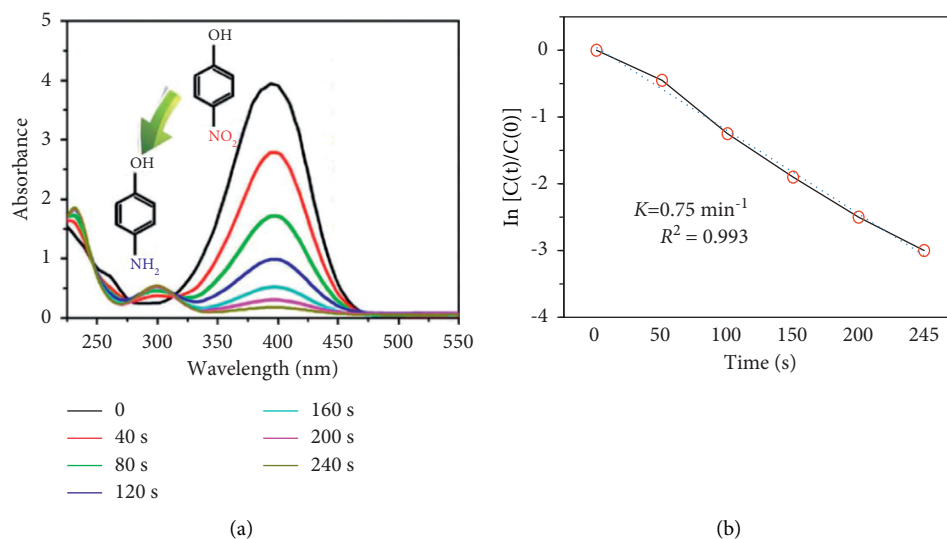 5
4
3
2
1
0
Absorbance
OH
NO2
OH
NH2
250 300 350 400 450 500 550
Wavelength (nm)
0
40 s
80 s
120 s
160 s
200 s
240 s
(a)
0
-1
-2
-3
-4
In [C(t)/C(0)]
K=0.75 min-1
R2 = 0.993
0 50 100 150 200 245
Time (s)
(b)